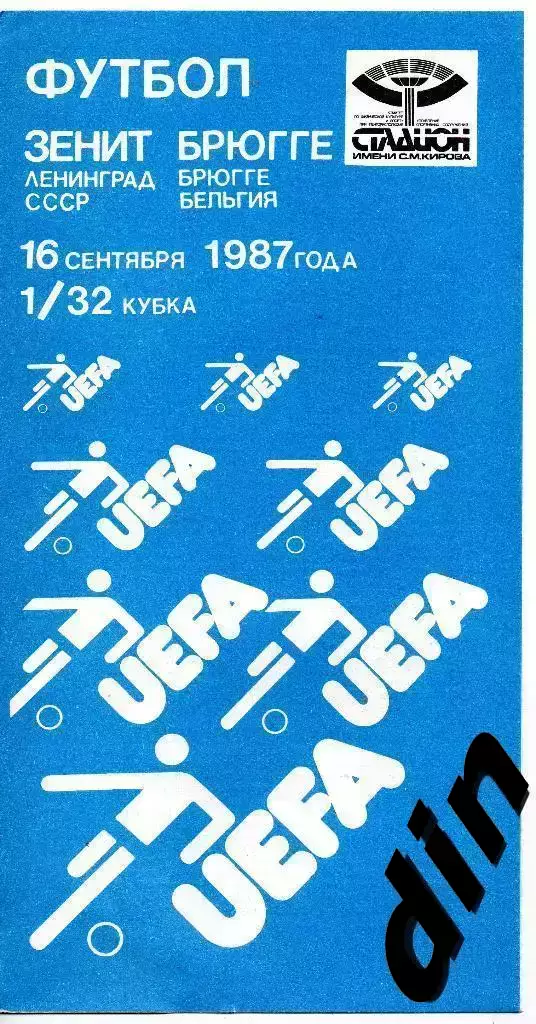 ФУТБОЛ
ЗЕНИТ БРЮГГЕ
ЛЕНИНГРАД БРЮГГЕ
СССР БЕЛЬГИЯ
СТАДИОН
ИМЕНИ С.М.КИРОВА
16 СЕНТЯБРЯ 1987 ГОДА
1/32 КУБКА
UEFA UEFA UEFA
UEFA UEFA
UEFA UEFA
UEFA
din